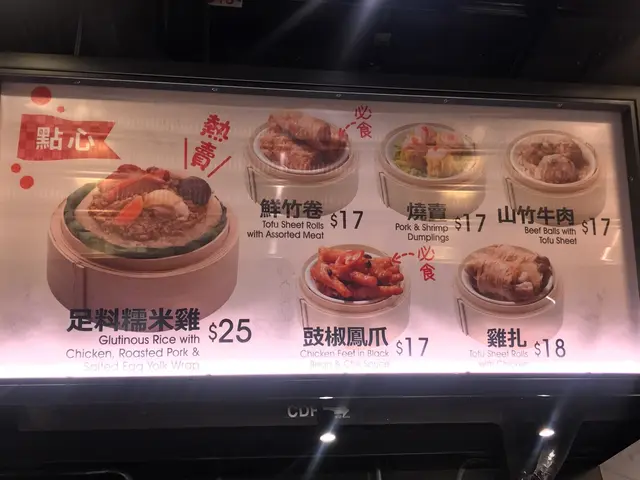 點心
熱賣
必食
鮮竹卷 $17
Tofu Sheet Rolls
with Assorted Meat
燒賣 $17
Pork & Shrimp
Dumplings
山竹牛肉 $17
Beef Balls with
Tofu Sheet
足料糯米雞 $25
Glutinous Rice with
Chicken, Roasted Pork &
Salted Egg Yolk Wrap
必食
豉椒鳳爪 $17
Chicken Feet in Black
Bean & Chili Sauce
雞扎 $18
Tofu Sheet Rolls
with Chicken